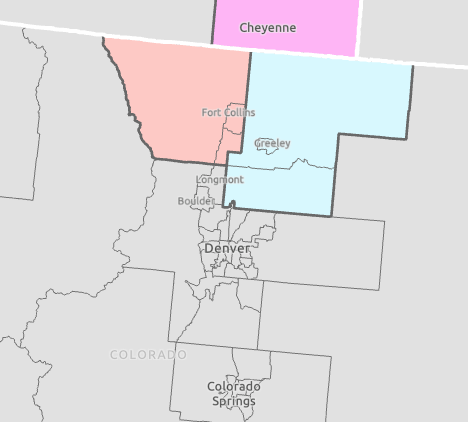 Cheyenne
Fort Collins
Greeley
Longmont
Boulder
Denver
COLORADO
Colorado
Springs